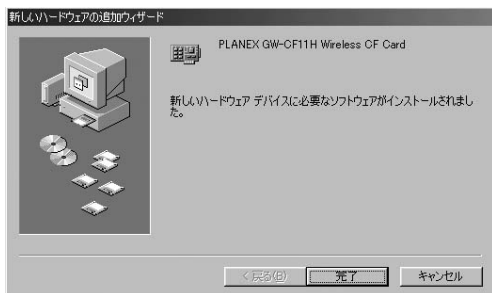 新しいハードウェアの追加ウィザード
PLANEX GW-CF11H Wireless CF Card
新しいハードウェア デバイスに必要なソフトウェアがインストールされまし
た。
< 戻る(B)
完了
キャンセル